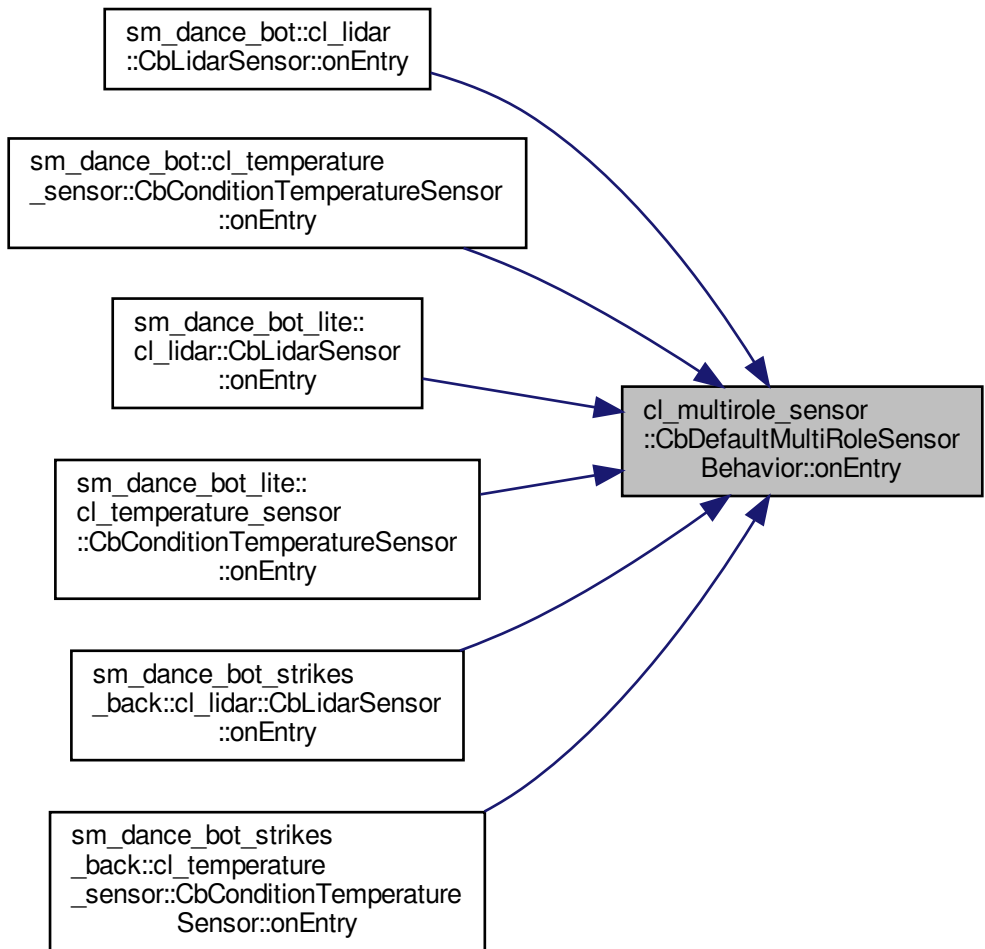 sm_dance_bot::cl_lidar
::CbLidarSensor::onEntry
sm_dance_bot::cl_temperature
_sensor::CbConditionTemperatureSensor
::onEntry
sm_dance_bot_lite::
cl_lidar::CbLidarSensor
::onEntry
sm_dance_bot_lite::
cl_temperature_sensor
::CbConditionTemperatureSensor
::onEntry
sm_dance_bot_strikes
_back::cl_lidar::CbLidarSensor
::onEntry
sm_dance_bot_strikes
_back::cl_temperature
_sensor::CbConditionTemperature
Sensor::onEntry
cl_multirole_sensor
::CbDefaultMultiRoleSensor
Behavior::onEntry